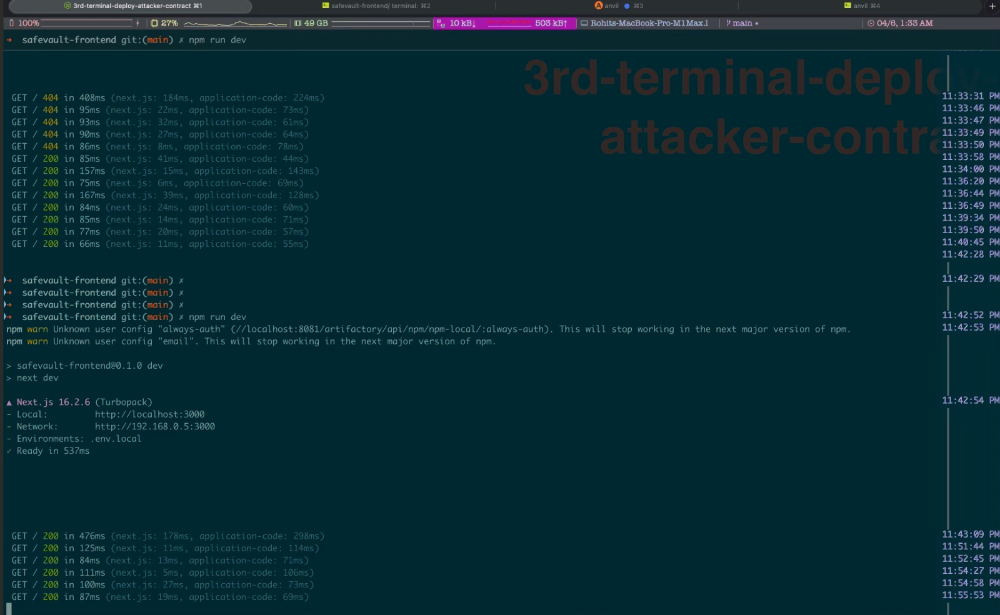 3rd-terminal-deploy-attacker-contract ⌘1
safevault-frontend/ terminal: ⌘2
anvil ⌘3
anvil ⌘4
+
100% 27% 49 GB 10 kB↓ 503 kB↑ Rohits-MacBook-Pro-M1Max.l main • 04/6, 1:33 AM
→ safevault-frontend git:(main) ✗ npm run dev
3rd-terminal-deploy-
attacker-contra
GET / 404 in 408ms (next.js: 184ms, application-code: 224ms) 11:33:31 PM
GET / 404 in 95ms (next.js: 22ms, application-code: 73ms) 11:33:46 PM
GET / 404 in 93ms (next.js: 32ms, application-code: 61ms) 11:33:47 PM
GET / 404 in 90ms (next.js: 27ms, application-code: 64ms) 11:33:49 PM
GET / 404 in 86ms (next.js: 8ms, application-code: 78ms) 11:33:50 PM
GET / 200 in 85ms (next.js: 41ms, application-code: 44ms) 11:33:58 PM
GET / 200 in 157ms (next.js: 15ms, application-code: 143ms) 11:34:00 PM
GET / 200 in 75ms (next.js: 6ms, application-code: 69ms) 11:36:20 PM
GET / 200 in 167ms (next.js: 39ms, application-code: 128ms) 11:36:44 PM
GET / 200 in 84ms (next.js: 24ms, application-code: 60ms) 11:36:49 PM
GET / 200 in 85ms (next.js: 14ms, application-code: 71ms) 11:39:34 PM
GET / 200 in 77ms (next.js: 20ms, application-code: 57ms) 11:39:50 PM
GET / 200 in 66ms (next.js: 11ms, application-code: 55ms) 11:40:45 PM
11:42:28 PM
→ safevault-frontend git:(main) ✗ 11:42:29 PM
→ safevault-frontend git:(main) ✗
→ safevault-frontend git:(main) ✗
→ safevault-frontend git:(main) ✗ npm run dev 11:42:52 PM
npm warn Unknown user config "always-auth" (//localhost:8081/artifactory/api/npm/npm-local/:always-auth). This will stop working in the next major version of npm. 11:42:53 PM
npm warn Unknown user config "email". This will stop working in the next major version of npm.
> safevault-frontend@0.1.0 dev
> next dev
▲ Next.js 16.2.6 (Turbopack) 11:42:54 PM
- Local: http://localhost:3000
- Network: http://192.168.0.5:3000
- Environments: .env.local
✓ Ready in 537ms
GET / 200 in 476ms (next.js: 178ms, application-code: 298ms) 11:43:09 PM
GET / 200 in 125ms (next.js: 11ms, application-code: 114ms) 11:51:44 PM
GET / 200 in 84ms (next.js: 13ms, application-code: 71ms) 11:52:45 PM
GET / 200 in 111ms (next.js: 5ms, application-code: 106ms) 11:54:27 PM
GET / 200 in 100ms (next.js: 27ms, application-code: 73ms) 11:54:58 PM
GET / 200 in 87ms (next.js: 19ms, application-code: 69ms) 11:55:53 PM